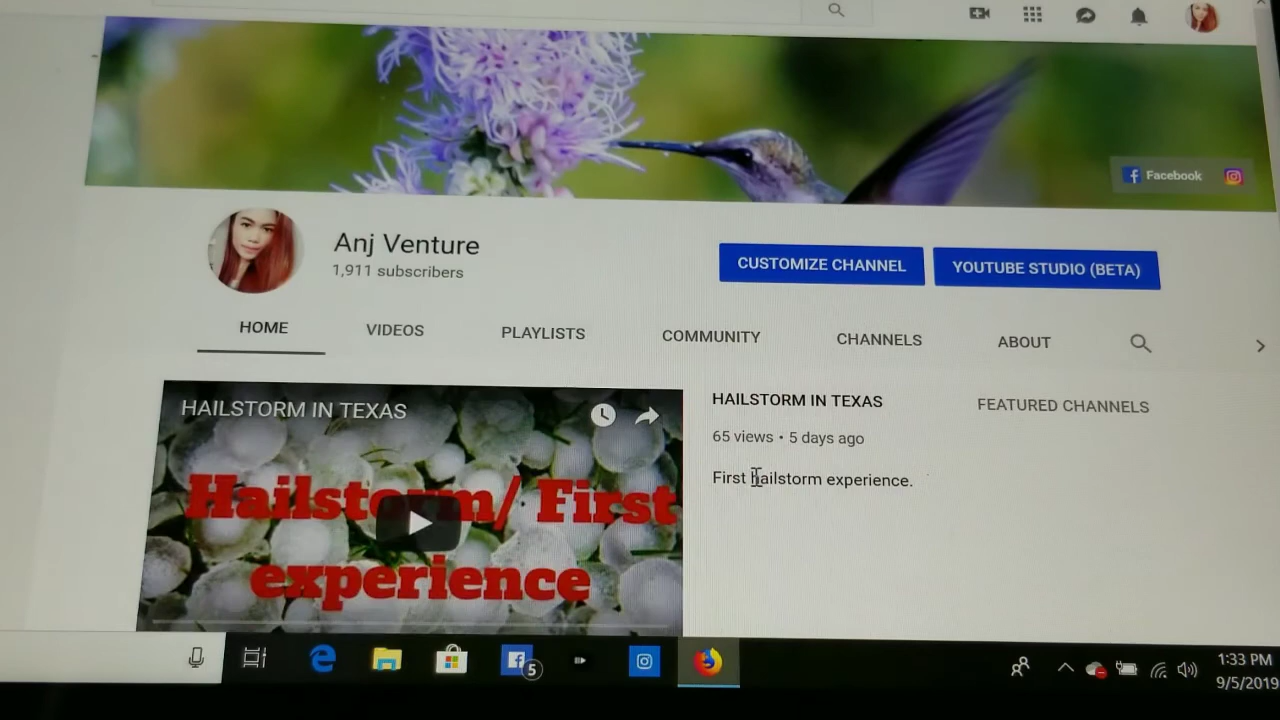 Facebook
Anj Venture
1,911 subscribers
CUSTOMIZE CHANNEL
YOUTUBE STUDIO (BETA)
HOME
VIDEOS
PLAYLISTS
COMMUNITY
CHANNELS
ABOUT
HAILSTORM IN TEXAS
Hailstorm/ First
experience
HAILSTORM IN TEXAS
65 views • 5 days ago
First hailstorm experience.
FEATURED CHANNELS
5
1:33 PM
9/5/2019